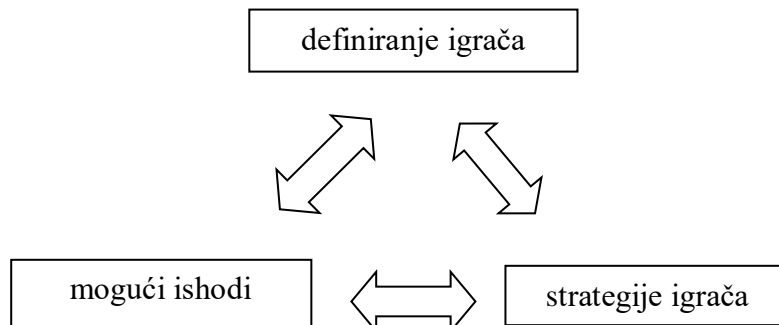 definiranje igrača
mogući ishodi
strategije igrača